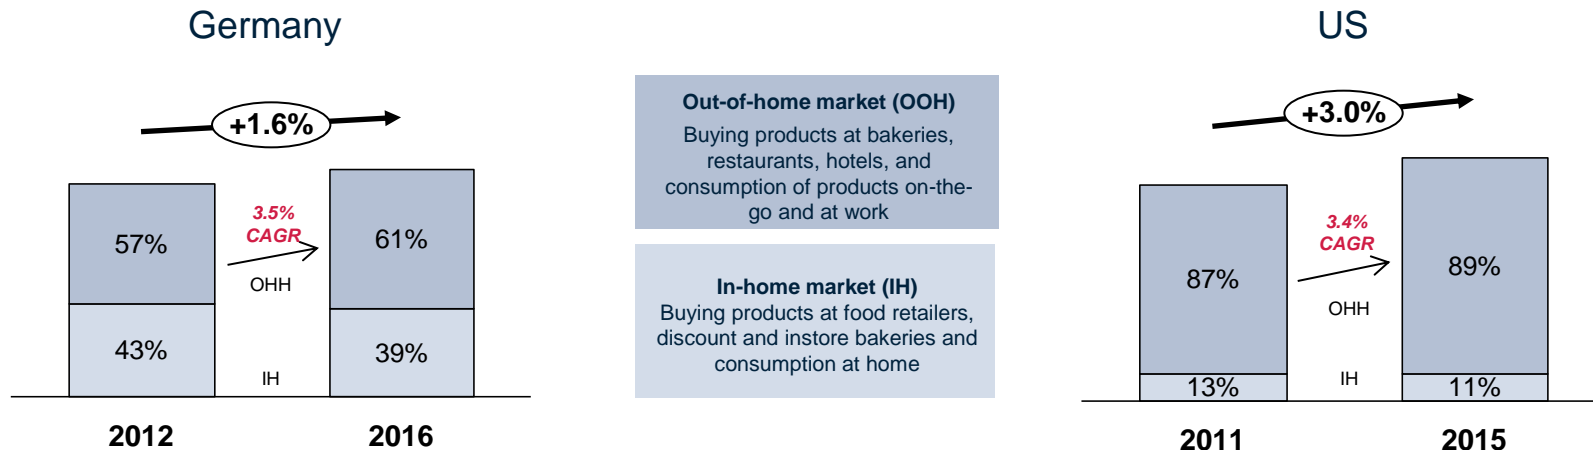 Germany
+1.6%
57%
43%
3.5%
CAGR
OHH
IH
61%
39%
2012
2016
Out-of-home market (OOH)
Buying products at bakeries,
restaurants, hotels, and
consumption of products on-the-
go and at work
In-home market (IH)
Buying products at food retailers,
discount and instore bakeries and
consumption at home
US
+3.0%
87%
13%
3.4%
CAGR
OHH
IH
89%
11%
2011
2015